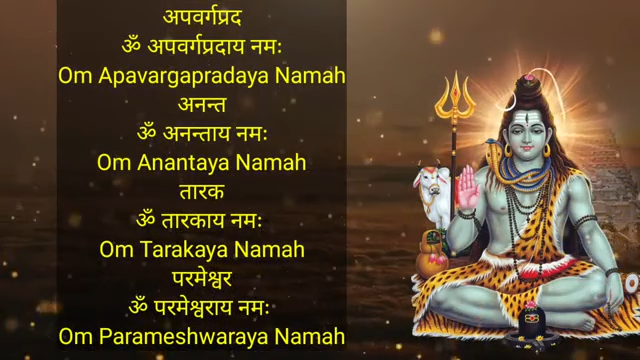 अपवर्गप्रद
ॐ अपवर्गप्रदाय नमः
Om Apavargapradaya Namah
अनन्त
ॐ अनन्ताय नमः
Om Anantaya Namah
तारक
ॐ तारकाय नमः
Om Tarakaya Namah
परमेश्वर
ॐ परमेश्वराय नमः
Om Parameshwaraya Namah